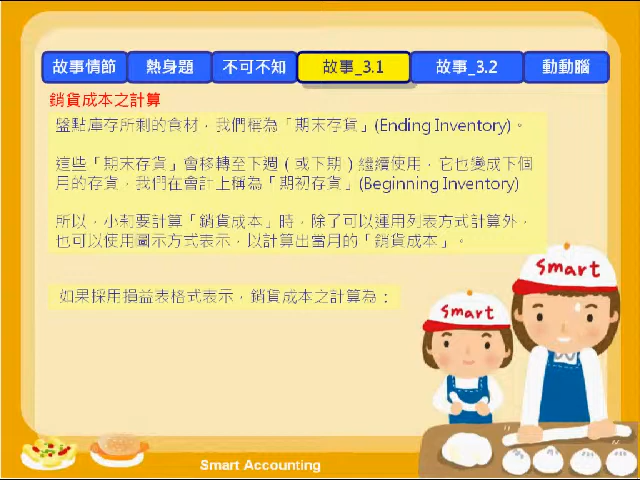 故事情節 熱身題 不可不知 故事_3.1 故事_3.2 動動腦
銷貨成本之計算
盤點庫存所剩的食材，我們稱為「期末存貨」(Ending Inventory)。
這些「期末存貨」會移轉至下週（或下期）繼續使用，它也變成下個
月的存貨，我們在會計上稱為「期初存貨」(Beginning Inventory)
所以，小莉要計算「銷貨成本」時，除了可以運用列表方式計算外，
也可以使用圖示方式表示，以計算出當月的「銷貨成本」。
如果採用損益表格式表示，銷貨成本之計算為：
Smart
Smart
Smart Accounting